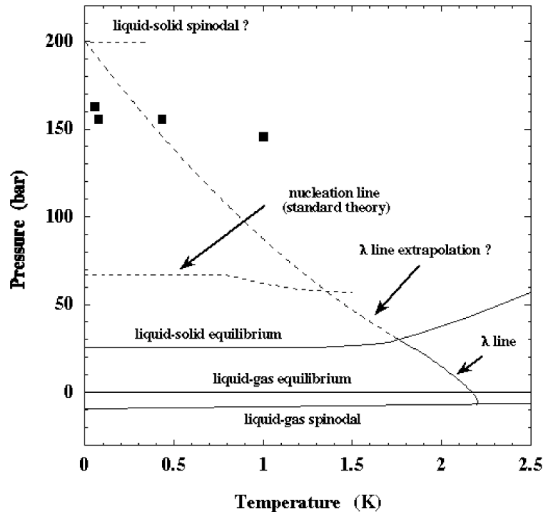 liquid-solid spinodal ?
200
150
nucleation line
(standard theory)
100
λ line extrapolation ?
50
liquid-solid equilibrium
λ line
liquid-gas equilibrium
0
liquid-gas spinodal
0 0.5 1 1.5 2 2.5
Temperature (K)
Pressure (bar)